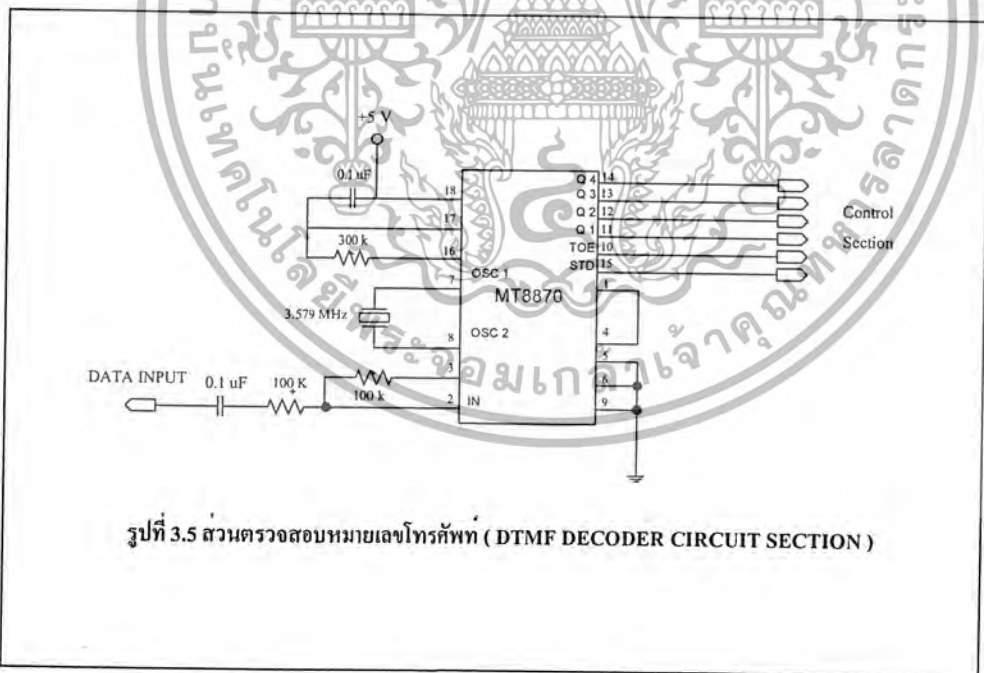 +5 V
0.1 uF
18
17
300 k
16
OSC 1
7
3.579 MHz
8
OSC 2
3
100 k
DATA INPUT
0.1 uF
100 K
+
2
IN
MT8870
Q 4 14
Q 3 13
Q 2 12
Q 1 11
TOE 10
STD 15
1
4
5
6
9
Control
Section
รูปที่ 3.5 ส่วนตรวจสอบหมายเลขโทรศัพท์ ( DTMF DECODER CIRCUIT SECTION )